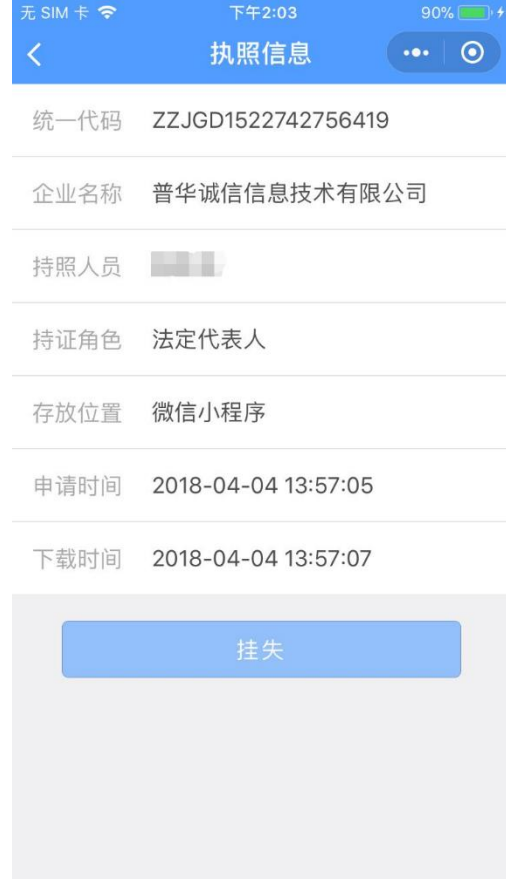 无 SIM 卡 下午2:03 90%
执照信息
统一代码 ZZJGD1522742756419
企业名称 普华诚信信息技术有限公司
持照人员
持证角色 法定代表人
存放位置 微信小程序
申请时间 2018-04-04 13:57:05
下载时间 2018-04-04 13:57:07
挂失